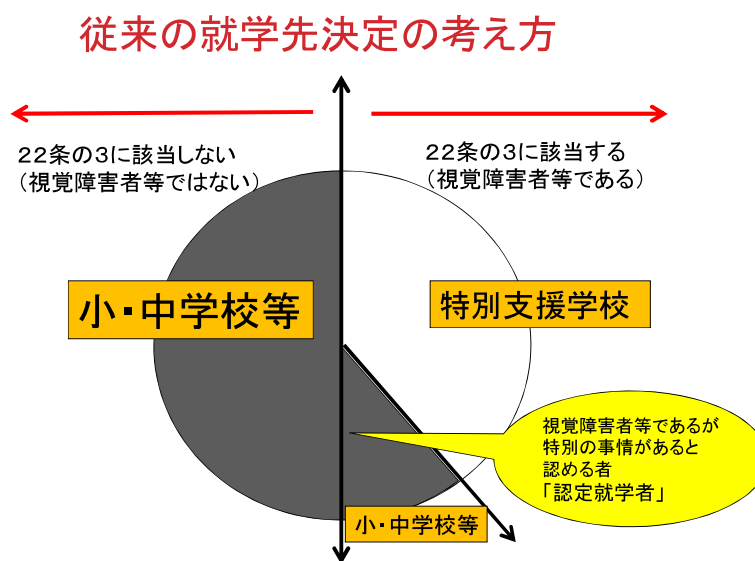 従来の就学先決定の考え方
22条の3に該当しない
(視覚障害者等ではない)
22条の3に該当する
(視覚障害者等である)
小・中学校等
特別支援学校
視覚障害者等であるが
特別の事情があると
認める者
「認定就学者」
小・中学校等